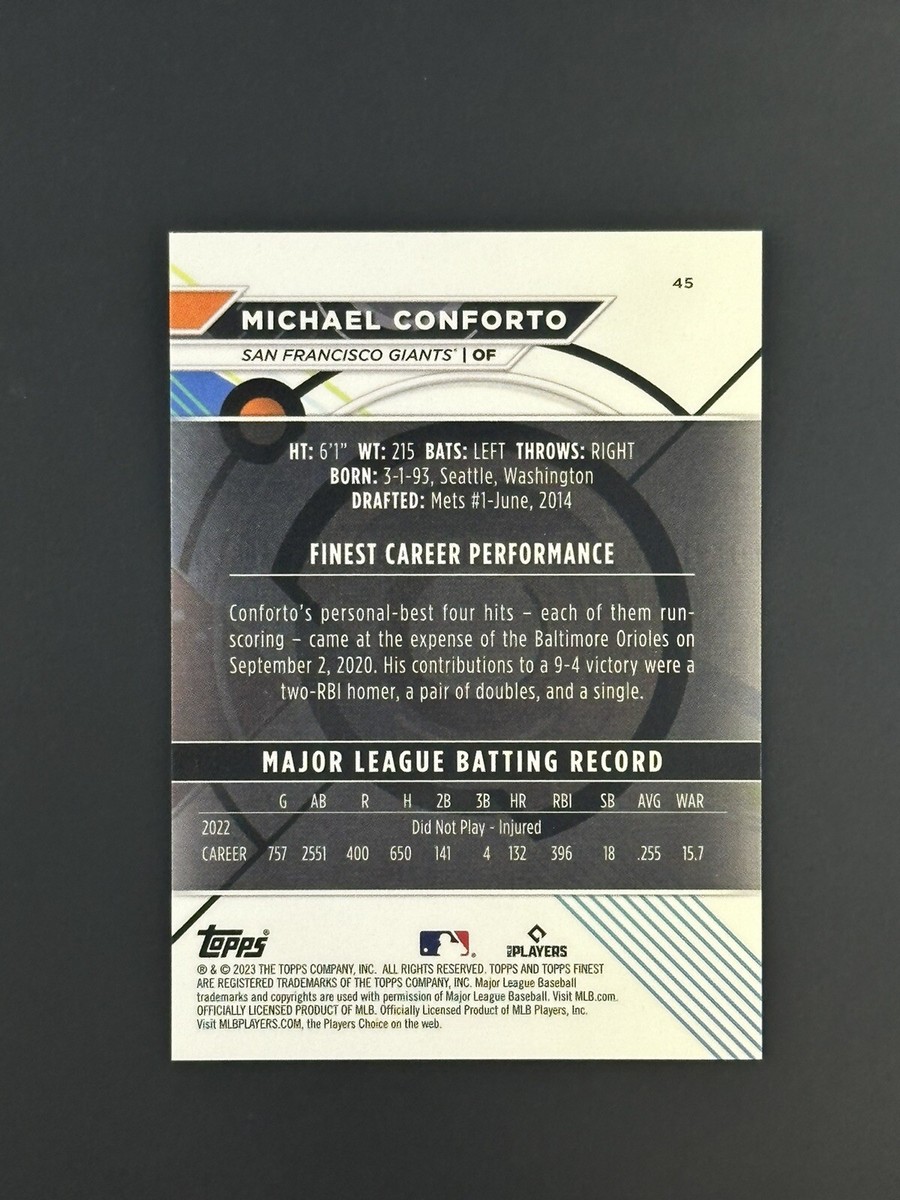 45
MICHAEL CONFORTO
SAN FRANCISCO GIANTS® | OF
HT: 6'1" WT: 215 BATS: LEFT THROWS: RIGHT
BORN: 3-1-93, Seattle, Washington
DRAFTED: Mets #1-June, 2014
FINEST CAREER PERFORMANCE
Conforto's personal-best four hits – each of them run-
scoring – came at the expense of the Baltimore Orioles on
September 2, 2020. His contributions to a 9-4 victory were a
two-RBI homer, a pair of doubles, and a single.
MAJOR LEAGUE BATTING RECORD
G AB R H 2B 3B HR RBI SB AVG WAR
2022 Did Not Play - Injured
CAREER 757 2551 400 650 141 4 132 396 18 .255 15.7
TOPPS® MLB PLAYERS
® & © 2023 THE TOPPS COMPANY, INC. ALL RIGHTS RESERVED. TOPPS AND TOPPS FINEST
ARE REGISTERED TRADEMARKS OF THE TOPPS COMPANY, INC. Major League Baseball
trademarks and copyrights are used with permission of Major League Baseball. Visit MLB.com.
OFFICIALLY LICENSED PRODUCT OF MLB. Officially Licensed Product of MLB Players, Inc.
Visit MLBPLAYERS.COM, the Players Choice on the web.